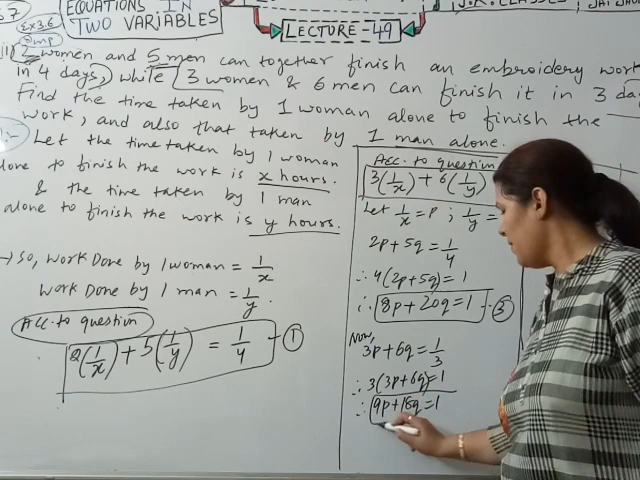 EQUATIONS IN
TWO VARIABLES
EX 3.6
Imp
LECTURE-49
J.K. CLASSES
2 women and 5 men can together finish an embroidery work
in 4 days, while 3 women & 6 men can finish it in 3 da
Find the time taken by 1 woman alone to finish the
work, and also that taken by 1 man alone.
Let the time taken by 1 woman
lone to finish the work is x hours.
& the time taken by 1 man
alone to finish the work is y hours.
→ So, Work Done by 1 woman = 1/x
Work Done by 1 man = 1/y.
Acc. to question
2(1/x) + 5(1/y) = 1/4 - ①
Acc. to question
3(1/x) + 6(1/y)
Let 1/x = p ; 1/y =
2p+5q = 1/4
∴ 4(2p+5q) = 1
∴ 8p+20q = 1 - ③
Now,
3p+6q = 1/3
∴ 3(3p+6q) = 1
∴ 9p+18q = 1